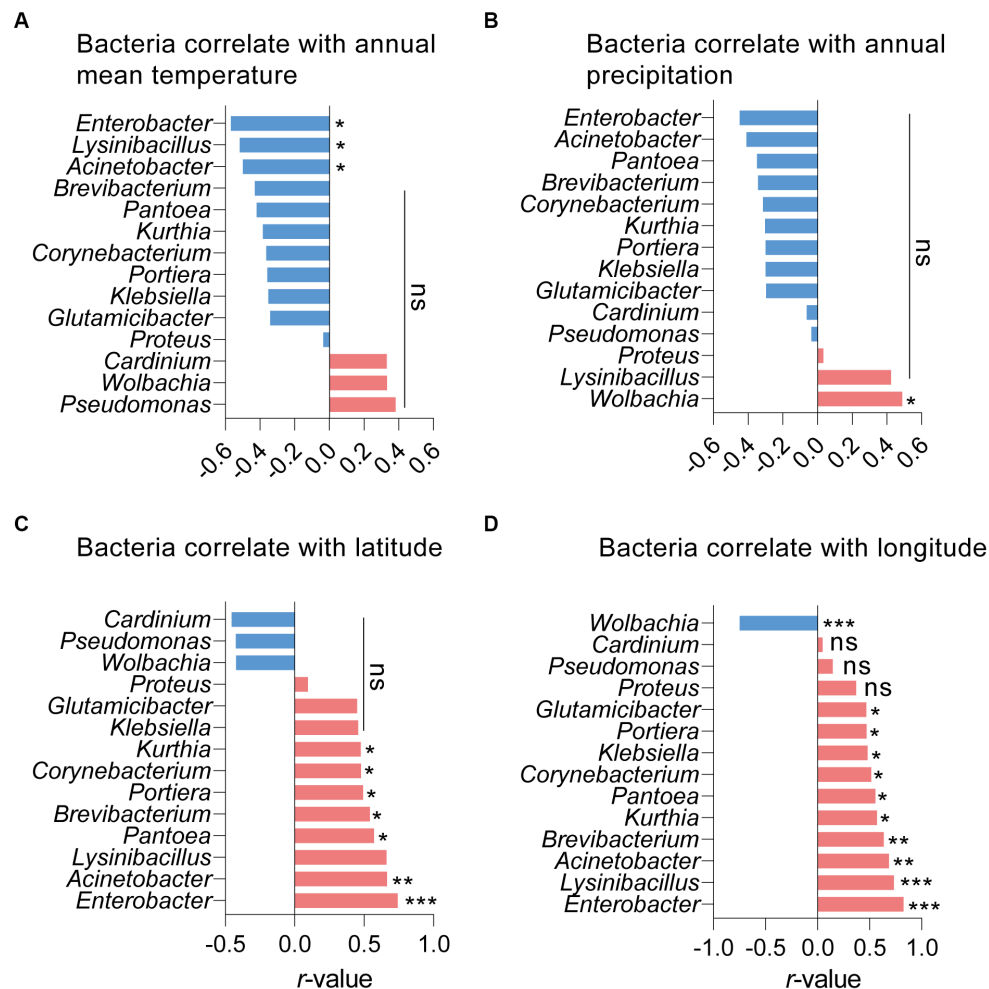 A
Bacteria correlate with annual
mean temperature
Enterobacter *
Lysinibacillus *
Acinetobacter *
Brevibacterium
Pantoea
Kurthia
Corynebacterium
Portiera
Klebsiella
Glutamicibacter
Proteus
Cardinium
Wolbachia
Pseudomonas
ns
-0.6 -0.4 -0.2 0.0 0.2 0.4 0.6
B
Bacteria correlate with annual
precipitation
Enterobacter
Acinetobacter
Pantoea
Brevibacterium
Corynebacterium
Kurthia
Portiera
Klebsiella
Glutamicibacter
Cardinium
Pseudomonas
Proteus
Lysinibacillus
Wolbachia *
ns
-0.6 -0.4 -0.2 0.0 0.2 0.4 0.6
C
Bacteria correlate with latitude
Cardinium
Pseudomonas
Wolbachia
Proteus
Glutamicibacter
Klebsiella
ns
Kurthia *
Corynebacterium *
Portiera *
Brevibacterium *
Pantoea *
Lysinibacillus
Acinetobacter **
Enterobacter ***
-0.5 0.0 0.5 1.0
r-value
D
Bacteria correlate with longitude
Wolbachia ***
Cardinium ns
Pseudomonas ns
Proteus ns
Glutamicibacter *
Portiera *
Klebsiella *
Corynebacterium *
Pantoea *
Kurthia *
Brevibacterium **
Acinetobacter **
Lysinibacillus ***
Enterobacter ***
-1.0 -0.5 0.0 0.5 1.0
r-value